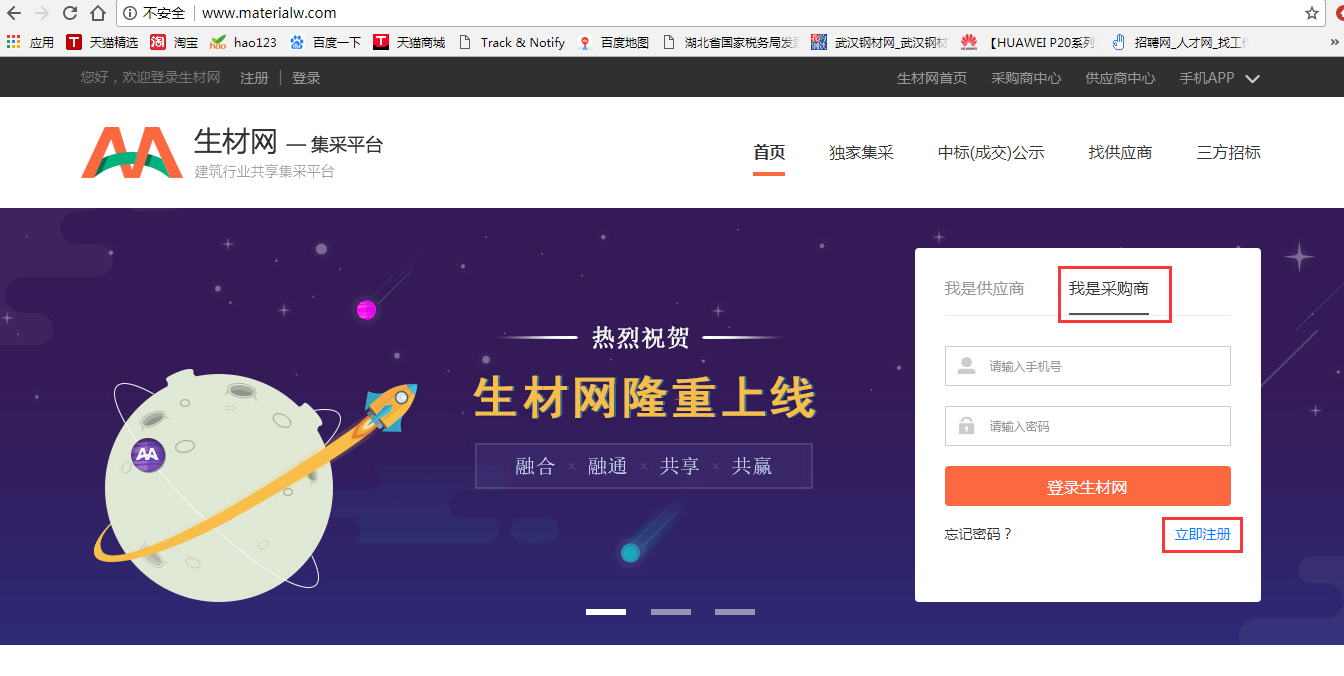 不安全 www.materialw.com
应用 天猫精选 淘 淘宝 hao hao123 百度一下 天猫商城 Track & Notify 百度地图 湖北省国家税务局发 武汉钢材网_武汉钢材 【HUAWEI P20系列 招聘网_人才网_找工 »
您好，欢迎登录生材网 注册 | 登录 生材网首页 采购商中心 供应商中心 手机APP
生材网 — 集采平台
建筑行业共享集采平台
首页 独家集采 中标(成交)公示 找供应商 三方招标
热烈祝贺
生材网隆重上线
融合 × 融通 × 共享 × 共赢
我是供应商 我是采购商
请输入手机号
请输入密码
登录生材网
忘记密码？ 立即注册